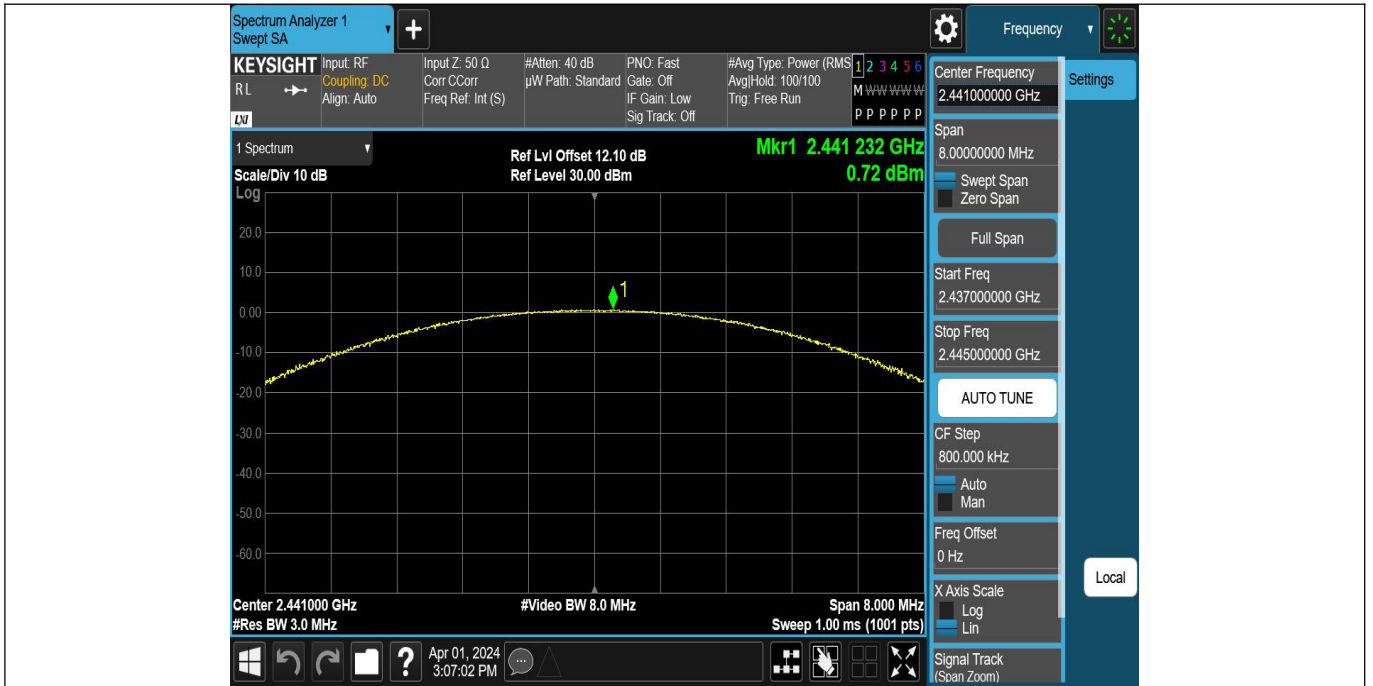 Spectrum Analyzer 1
Swept SA
+
Frequency
KEYSIGHT
R L
LXI
Input: RF
Coupling: DC
Align: Auto
Input Z: 50 Ω
Corr CCorr
Freq Ref: Int (S)
#Atten: 40 dB
µW Path: Standard
PNO: Fast
Gate: Off
IF Gain: Low
Sig Track: Off
#Avg Type: Power (RMS
Avg|Hold: 100/100
Trig: Free Run
1 2 3 4 5 6
M W W W W W
P P P P P P
1 Spectrum
Scale/Div 10 dB
Ref Lvl Offset 12.10 dB
Ref Level 30.00 dBm
Mkr1 2.441 232 GHz
0.72 dBm
Log
20.0
10.0
0.00
-10.0
-20.0
-30.0
-40.0
-50.0
-60.0
1
Center 2.441000 GHz
#Res BW 3.0 MHz
#Video BW 8.0 MHz
Span 8.000 MHz
Sweep 1.00 ms (1001 pts)
?
Apr 01, 2024
3:07:02 PM
Center Frequency
2.441000000 GHz
Settings
Span
8.00000000 MHz
Swept Span
Zero Span
Full Span
Start Freq
2.437000000 GHz
Stop Freq
2.445000000 GHz
AUTO TUNE
CF Step
800.000 kHz
Auto
Man
Freq Offset
0 Hz
X Axis Scale
Log
Lin
Signal Track
(Span Zoom)
Local